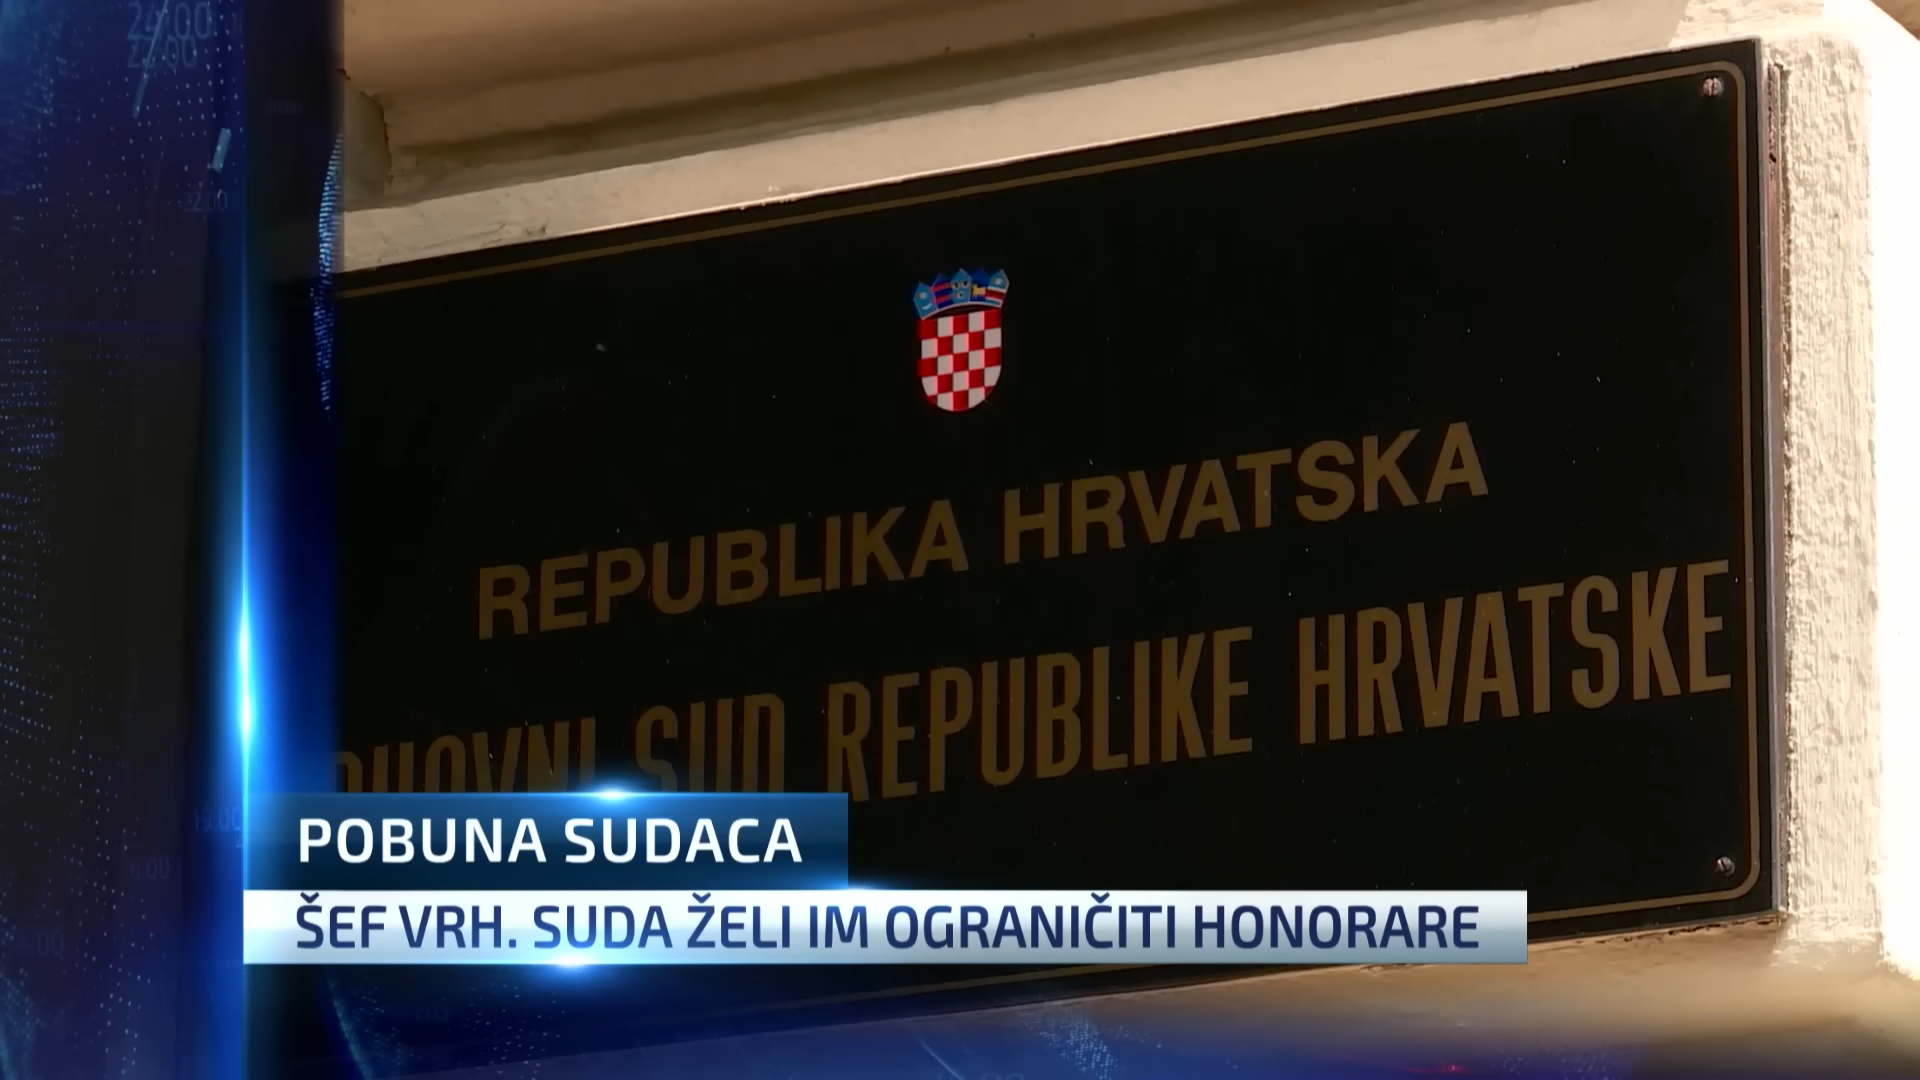 REPUBLIKA HRVATSKA
SUD REPUBLIKE HRVATSKE
POBUNA SUDACA
ŠEF VRH. SUDA ŽELI IM OGRANIČITI HONORARE